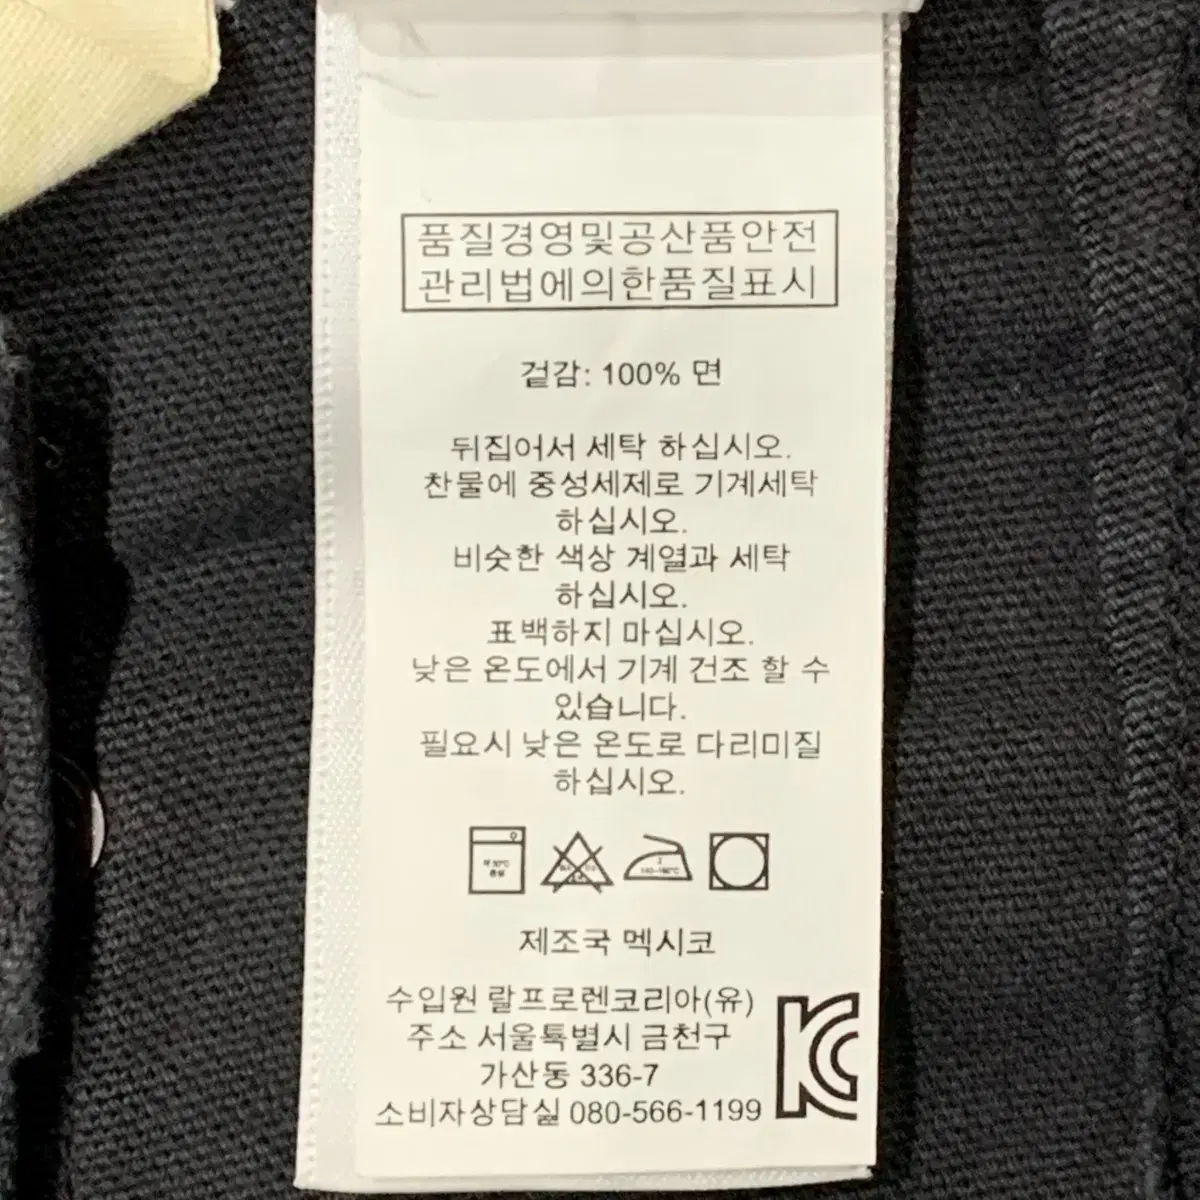 품질경영및공산품안전
관리법에의한품질표시
겉감: 100% 면
뒤집어서 세탁 하십시오.
찬물에 중성세제로 기계세탁
하십시오.
비슷한 색상 계열과 세탁
하십시오.
표백하지 마십시오.
낮은 온도에서 기계 건조 할 수
있습니다.
필요시 낮은 온도로 다리미질
하십시오.
제조국 멕시코
수입원 랄프로렌코리아(유)
주소 서울특별시 금천구
가산동 336-7
소비자상담실 080-566-1199
KC